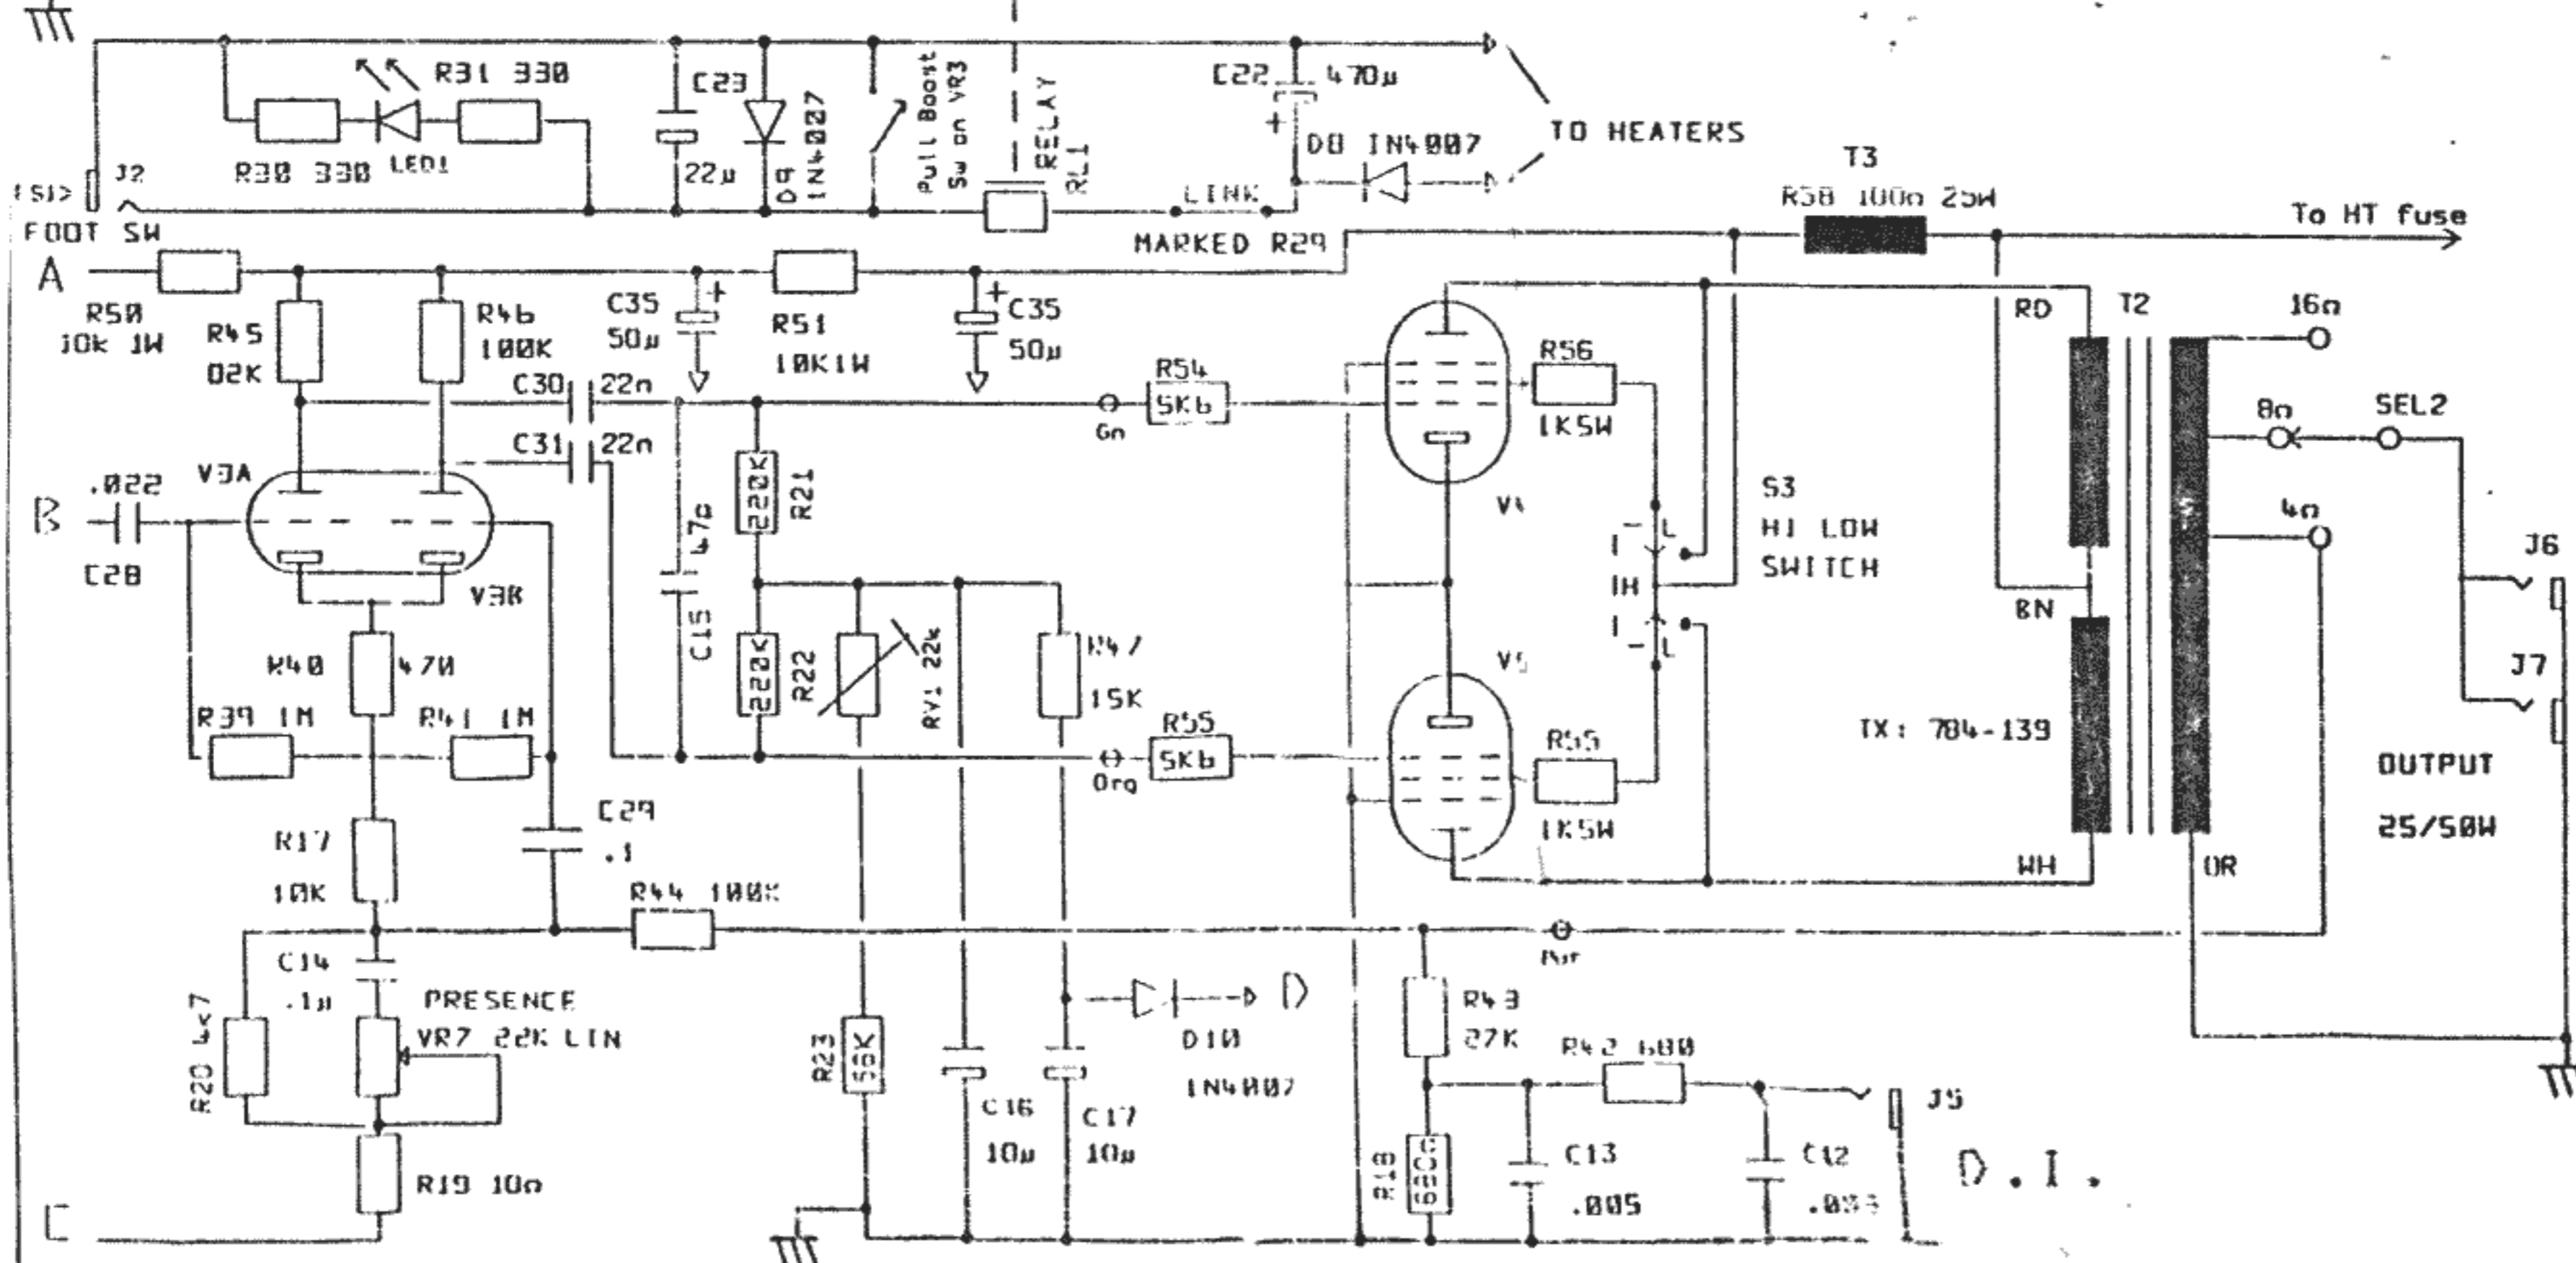 R31 330
R30 330
LED1
J2
FOOT SW
C23
22µ
D9
1N4007
Pull Boost
Sw on VR3
RELAY
RL1
C22 470µ
+
D8 IN4007
TO HEATERS
LINK
MARKED R29
T3
R58 100Ω 25W
To HT fuse
A
R50
10k 1W
R45
R46
100K
C35
50µ
+
R51
10K1W
C35
50µ
+
C30 22n
C31 22n
R54
5K6
Gn
R56
1K5W
RD
T2
16Ω
8Ω
SEL2
4Ω
B
.022
C28
V3A
V3B
R21
220K
47p
C15
V4
S3
HI LOW
SWITCH
L
H
L
BN
J6
J7
R40 470
R39 1M
R41 1M
R22
220K
RV1 22k
R47
15K
R55
5K6
Org
R55
1K5W
TX: 784-139
OUTPUT
25/50W
R17
10K
C29
.1
R44 100K
WH
OR
C14
.1µ
PRESENCE
VR7 22K LIN
R20 4k7
R19 10Ω
C
R23
56K
C16
10µ
C17
10µ
D10
1N4007
D
R43
27K
R42 680
R18
C13
.005
C12
J5
D.I.